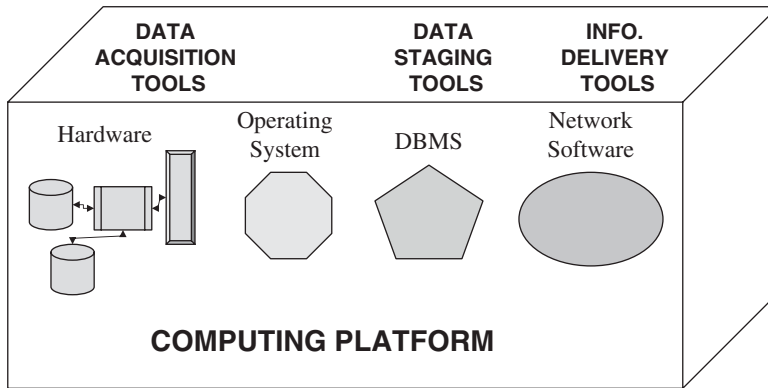 DATA
ACQUISITION
TOOLS
DATA
STAGING
TOOLS
INFO.
DELIVERY
TOOLS
Hardware
Operating
System
DBMS
Network
Software
COMPUTING PLATFORM